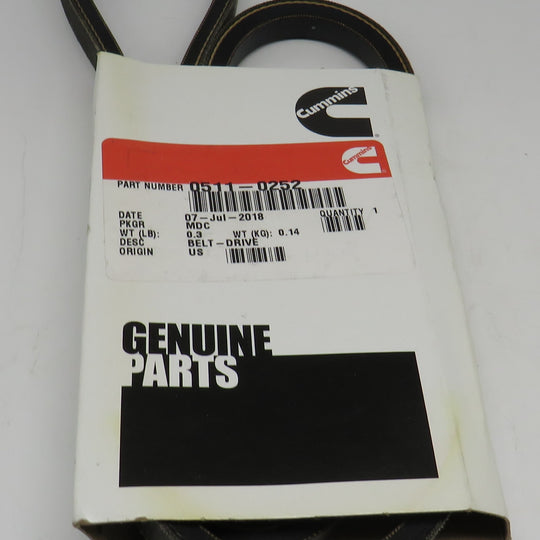 Cummins
®
Cummins
®
PART NUMBER 0511-0252
DATE 07-Jul-2018 QUANTITY 1
PKGR MDC
WT (LB): 0.3 WT (KG): 0.14
DESC BELT-DRIVE
ORIGIN US
GENUINE
PARTS